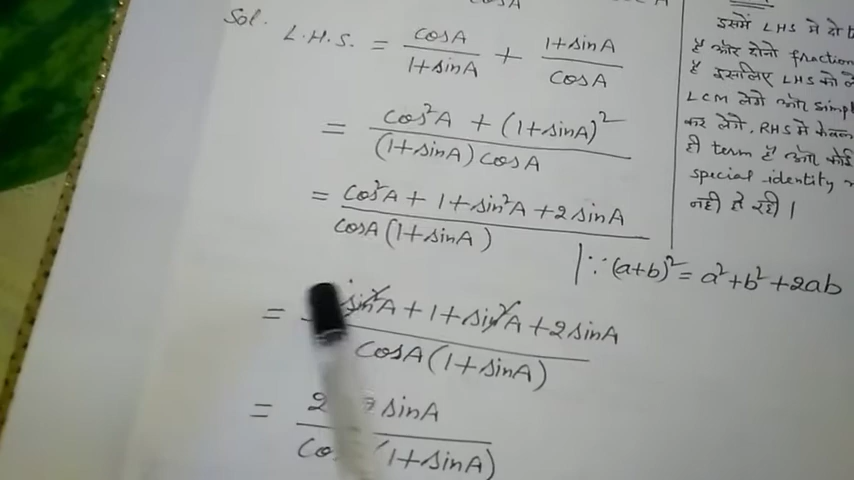 cosA
Sol. L.H.S. = cosA/(1+sinA) + (1+sinA)/cosA
= (cos²A + (1+sinA)²)/((1+sinA) cosA)
= (cos²A + 1 + sin²A + 2 sinA)/(cosA (1+sinA))
|∵ (a+b)² = a²+b²+2ab
= sin²A + 1 + sin²A + 2 sinA/(cosA (1+sinA))
= 2 sinA/(1+sinA)
इसमें LHS में दो
है और दोनों fraction
है इसलिए LHS को
LCM लेंगे और simpl
कर लेंगे, RHS में केवल
ही term है और कोई
special identity
नहीं हो रही।